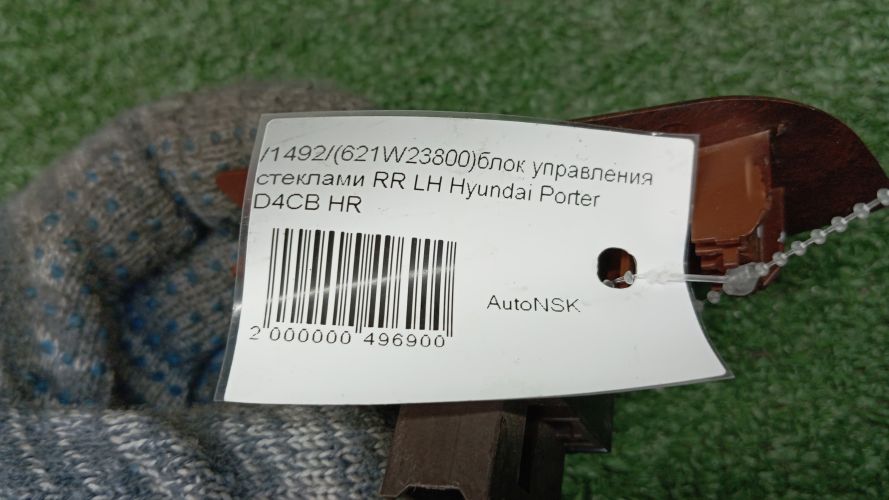 /1492/(621W23800)блок управления
стеклами RR LH Hyundai Porter
D4CB HR
AutoNSK
2 000000 496900